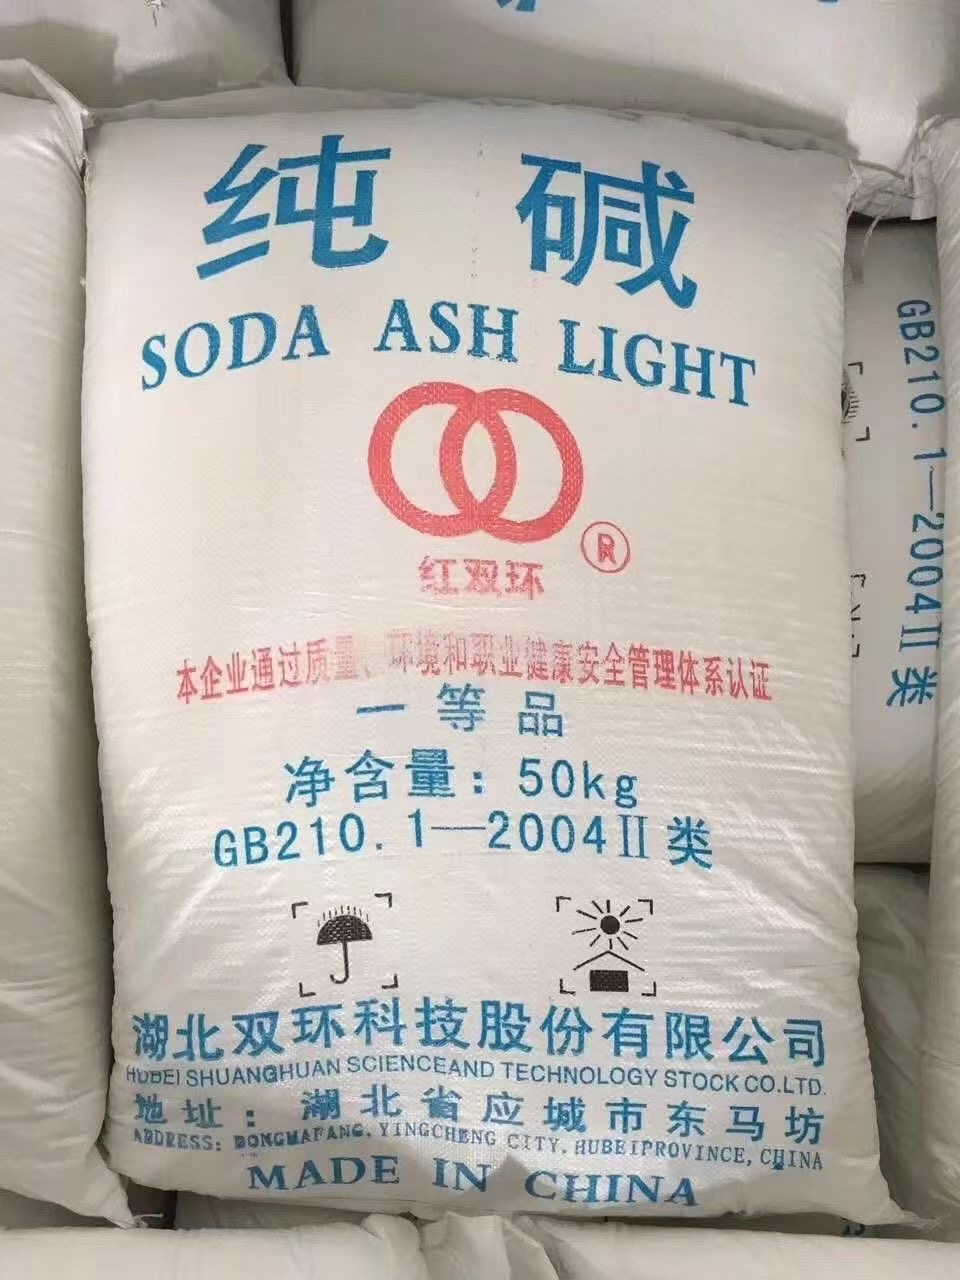 纯碱
SODA ASH LIGHT
®
红双环
本企业通过质量、环境和职业健康安全管理体系认证
一等品
净含量：50kg
GB210.1—2004Ⅱ类
湖北双环科技股份有限公司
HUBEI SHUANGHUAN SCIENCEAND TECHNOLOGY STOCK CO.LTD.
地址：湖北省应城市东马坊
ADDRESS: DONGMAFANG, YINGCHENG CITY, HUBEIPROVINCE, CHINA
MADE IN CHINA
GB210.1—2004Ⅱ类